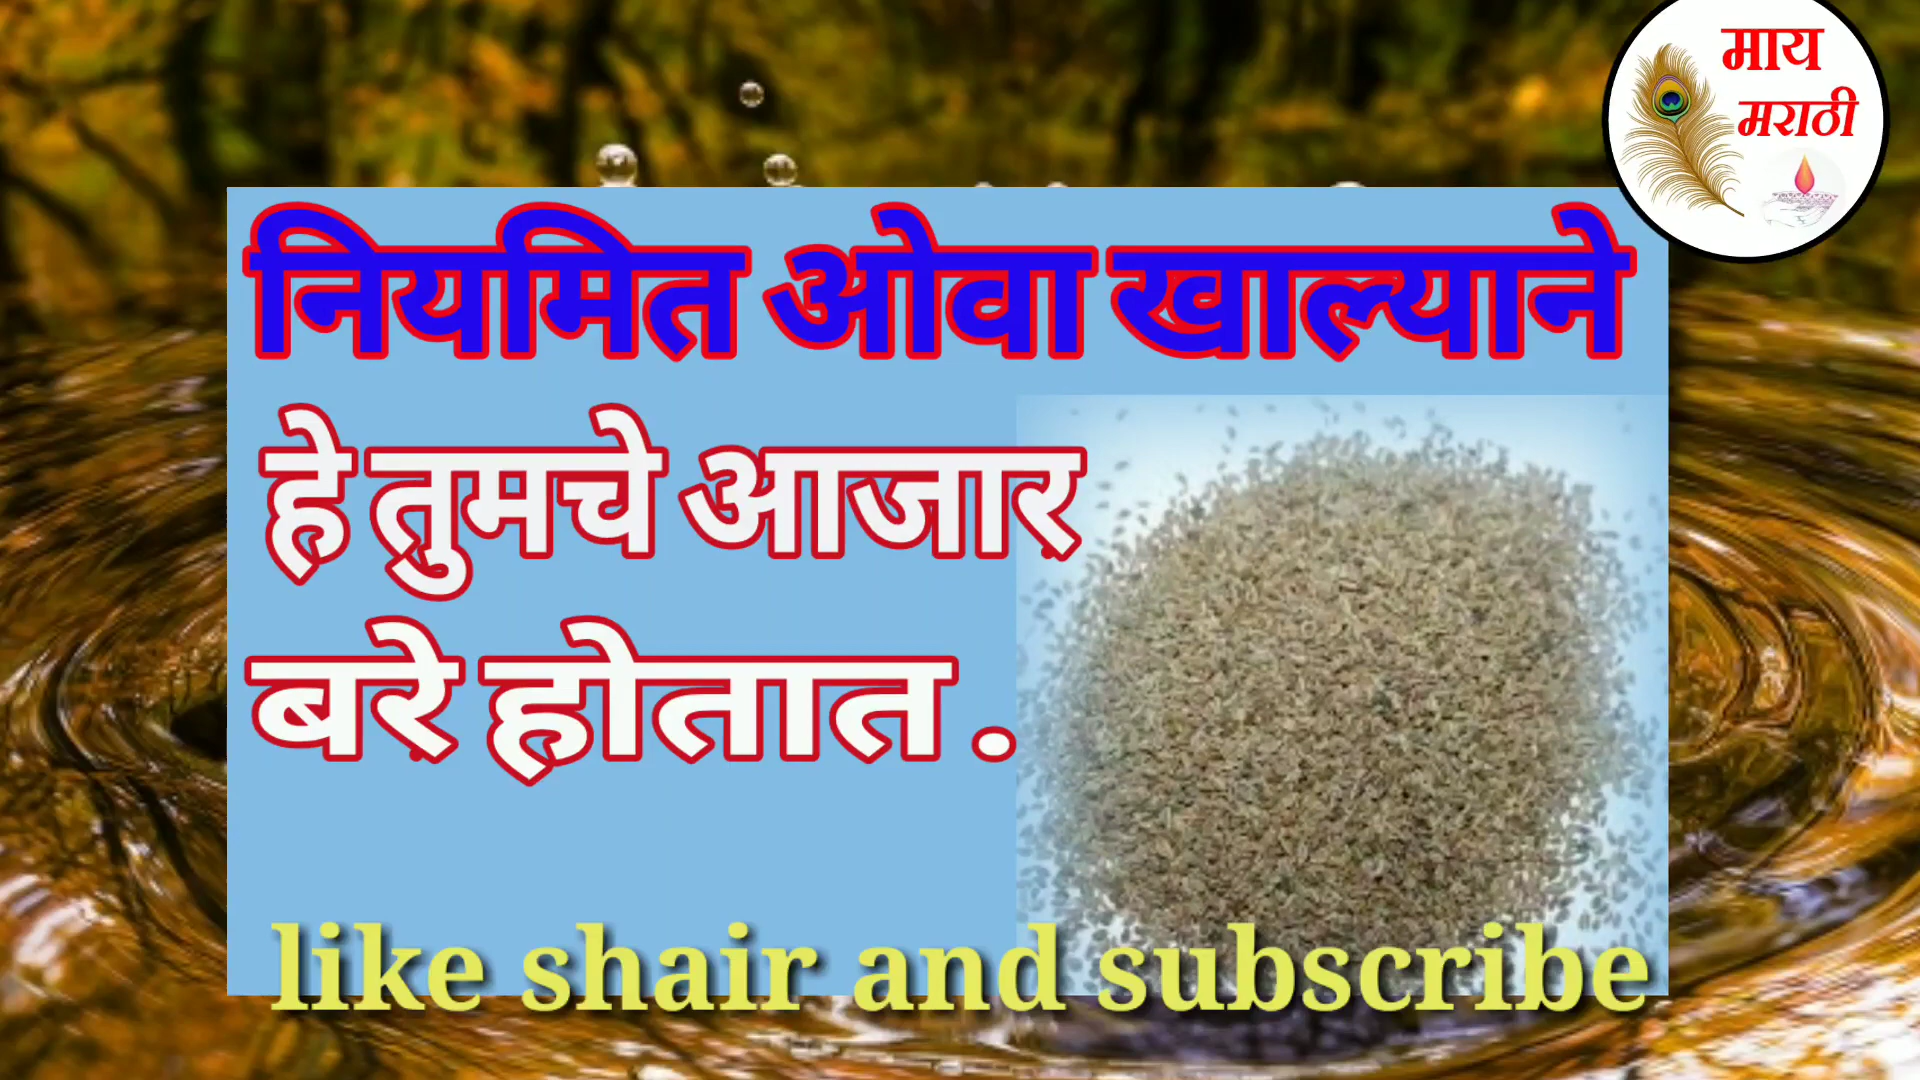 माय
मराठी
नियमित ओवा खाल्याने
हे तुमचे आजार
बरे होतात .
like shair and subscribe